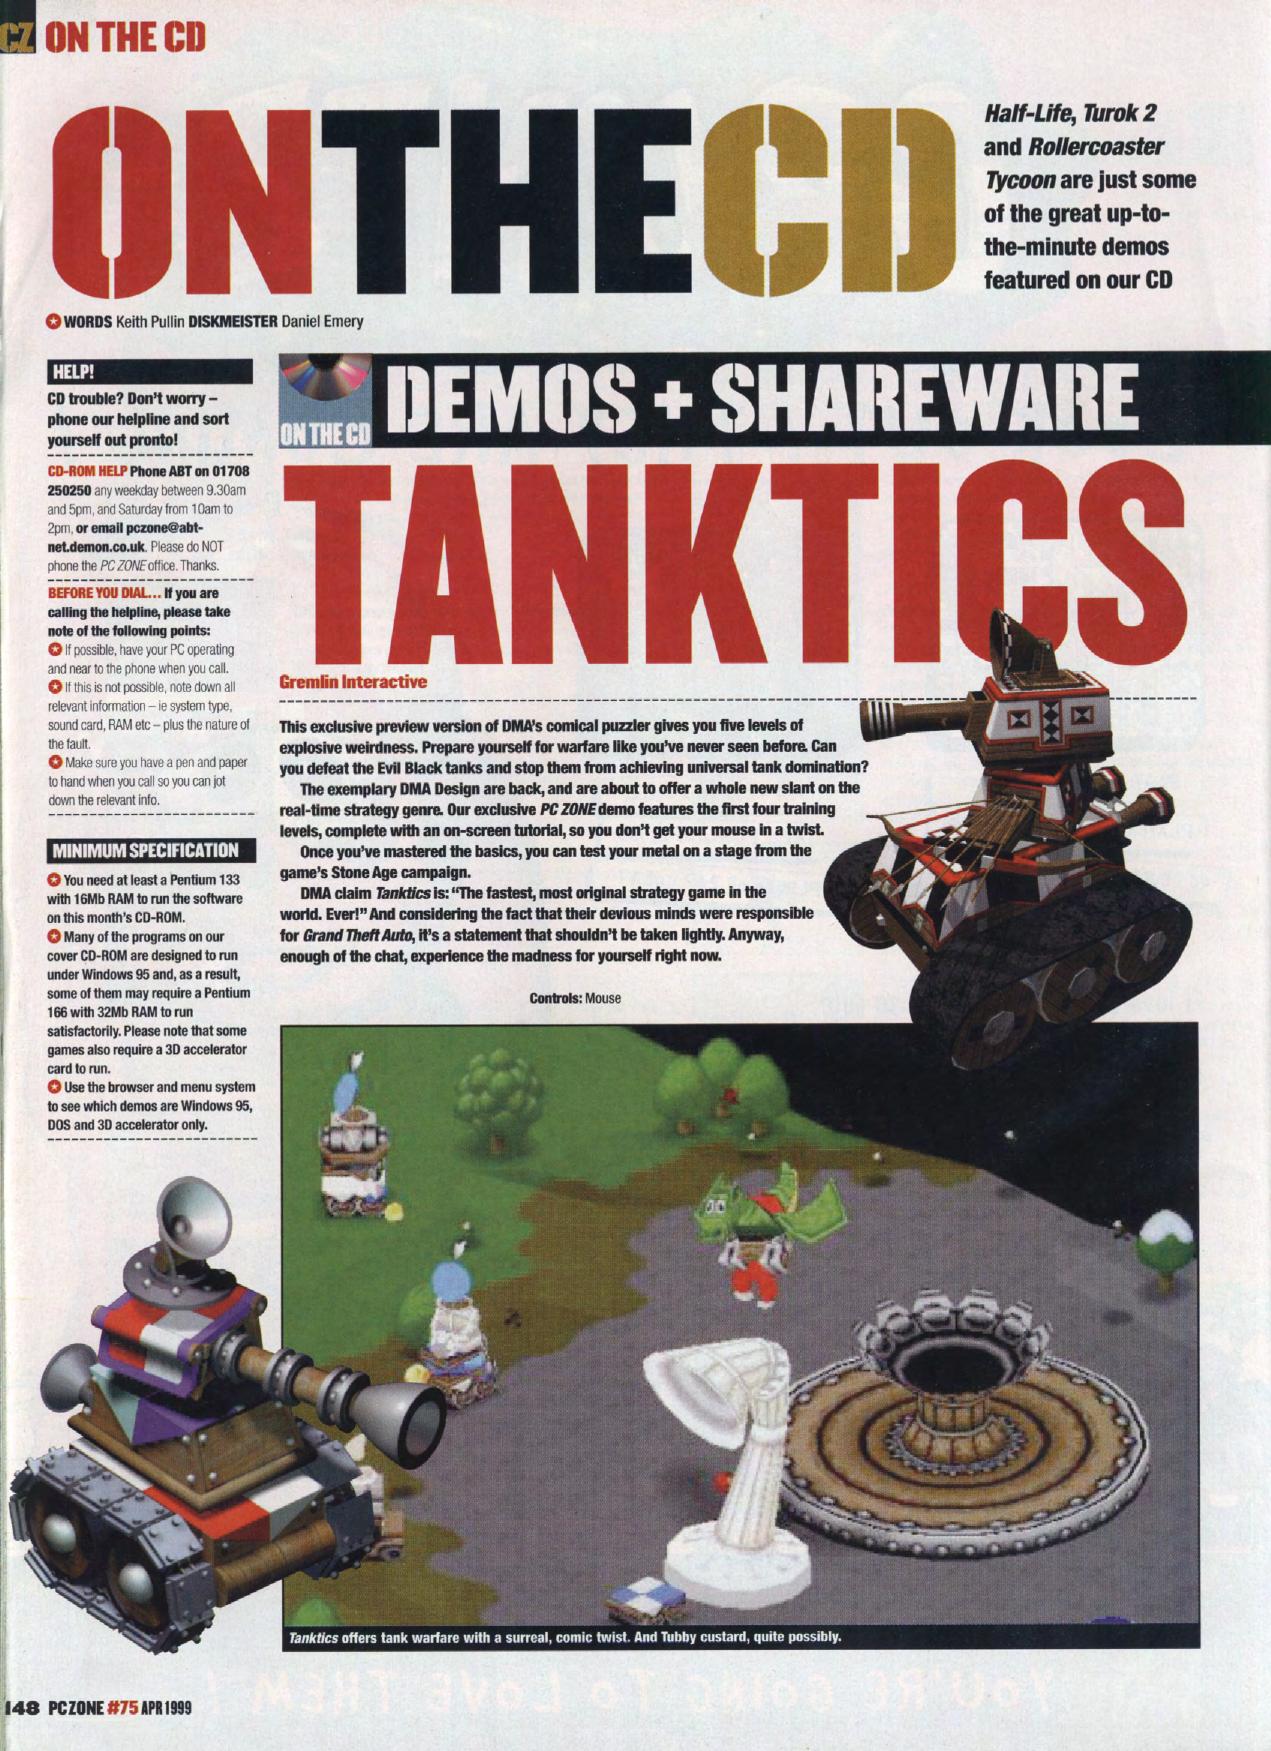 CZ ON THE CD
ON THE CD
Half-Life, Turok 2
and Rollercoaster
Tycoon are just some
of the great up-to-
the-minute demos
featured on our CD
WORDS Keith Pullin DISKMEISTER Daniel Emery
HELP!
CD trouble? Don't worry –
phone our helpline and sort
yourself out pronto!
CD-ROM HELP Phone ABT on 01708
250250 any weekday between 9.30am
and 5pm, and Saturday from 10am to
2pm, or email pczone@abt-
net.demon.co.uk. Please do NOT
phone the PC ZONE office. Thanks.
BEFORE YOU DIAL... If you are
calling the helpline, please take
note of the following points:
If possible, have your PC operating
and near to the phone when you call.
If this is not possible, note down all
relevant information – ie system type,
sound card, RAM etc – plus the nature of
the fault.
Make sure you have a pen and paper
to hand when you call so you can jot
down the relevant info.
MINIMUM SPECIFICATION
You need at least a Pentium 133
with 16Mb RAM to run the software
on this month's CD-ROM.
Many of the programs on our
cover CD-ROM are designed to run
under Windows 95 and, as a result,
some of them may require a Pentium
166 with 32Mb RAM to run
satisfactorily. Please note that some
games also require a 3D accelerator
card to run.
Use the browser and menu system
to see which demos are Windows 95,
DOS and 3D accelerator only.
ON THE CD
DEMOS + SHAREWARE
TANKTICS
Gremlin Interactive
This exclusive preview version of DMA's comical puzzler gives you five levels of
explosive weirdness. Prepare yourself for warfare like you've never seen before. Can
you defeat the Evil Black tanks and stop them from achieving universal tank domination?
The exemplary DMA Design are back, and are about to offer a whole new slant on the
real-time strategy genre. Our exclusive PC ZONE demo features the first four training
levels, complete with an on-screen tutorial, so you don't get your mouse in a twist.
Once you've mastered the basics, you can test your metal on a stage from the
game's Stone Age campaign.
DMA claim Tanktics is: "The fastest, most original strategy game in the
world. Ever!" And considering the fact that their devious minds were responsible
for Grand Theft Auto, it's a statement that shouldn't be taken lightly. Anyway,
enough of the chat, experience the madness for yourself right now.
Controls: Mouse
Tanktics offers tank warfare with a surreal, comic twist. And Tubby custard, quite possibly.
148 PCZONE #75 APR 1999